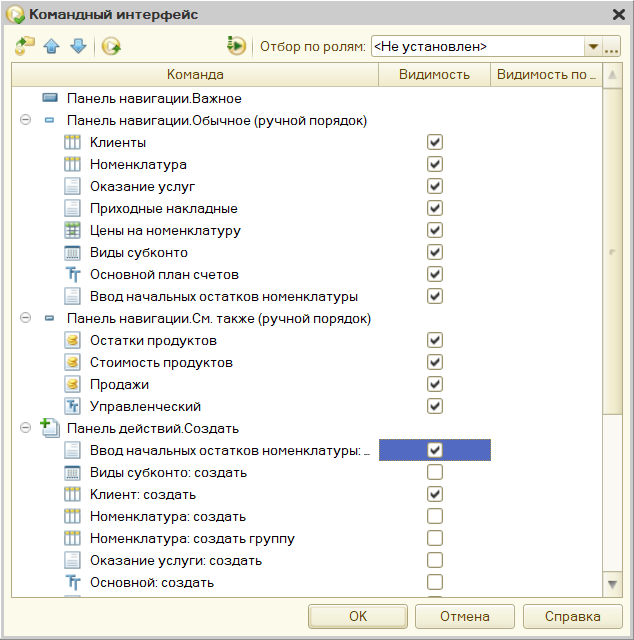 Командный интерфейс
Отбор по ролям: <Не установлен>
Команда Видимость Видимость по ...
Панель навигации.Важное
Панель навигации.Обычное (ручной порядок)
Клиенты
Номенклатура
Оказание услуг
Приходные накладные
Цены на номенклатуру
Виды субконто
Основной план счетов
Ввод начальных остатков номенклатуры
Панель навигации.См. также (ручной порядок)
Остатки продуктов
Стоимость продуктов
Продажи
Управленческий
Панель действий.Создать
Ввод начальных остатков номенклатуры: ...
Виды субконто: создать
Клиент: создать
Номенклатура: создать
Номенклатура: создать группу
Оказание услуги: создать
Основной: создать
OK Отмена Справка